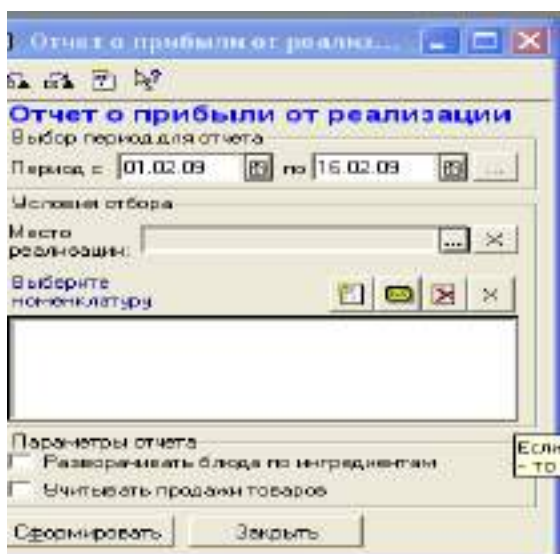 Отчет о прибыли от реализ...
Отчет о прибыли от реализации
Выбор период для отчета
Период с 01.02.09 по 16.02.09 ...
Условия отбора
Место
реализации: ...
Выберите
номенклатуру
Параметры отчета
Если
Разворачивать блюда по ингредиентам
- то
Учитывать продажи товаров
Сформировать Закрыть